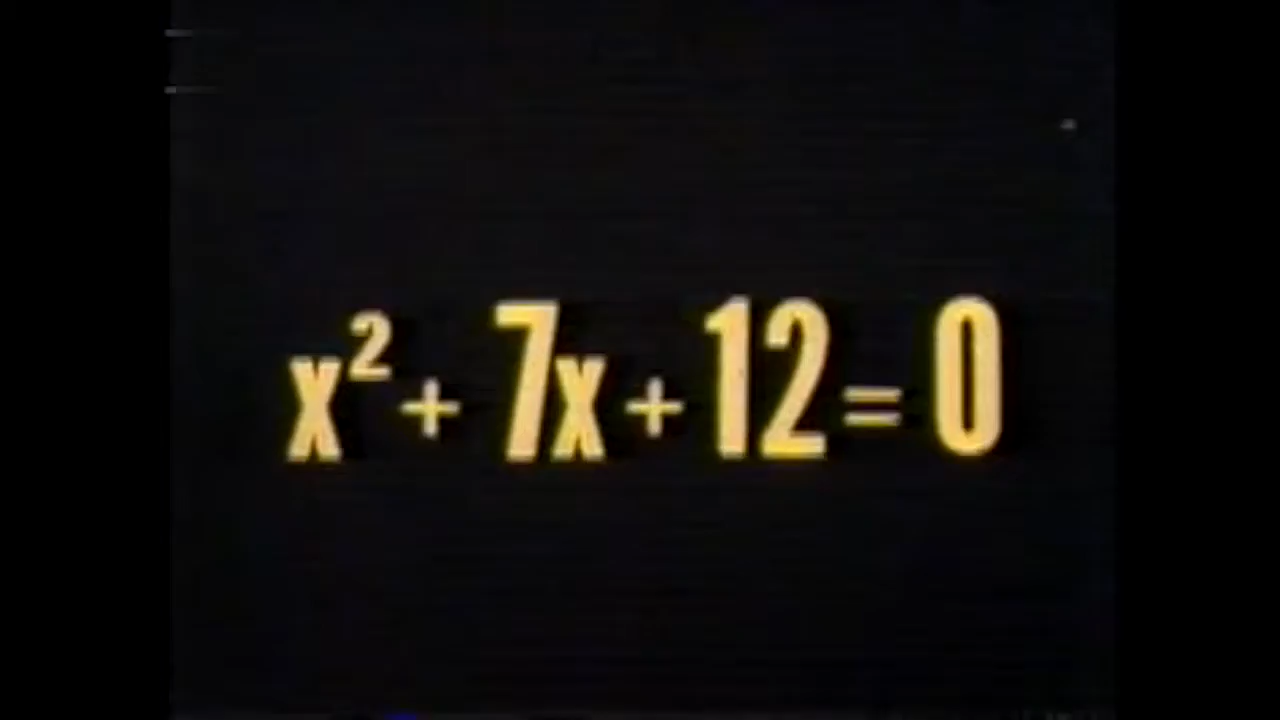 x² + 7x + 12 = 0